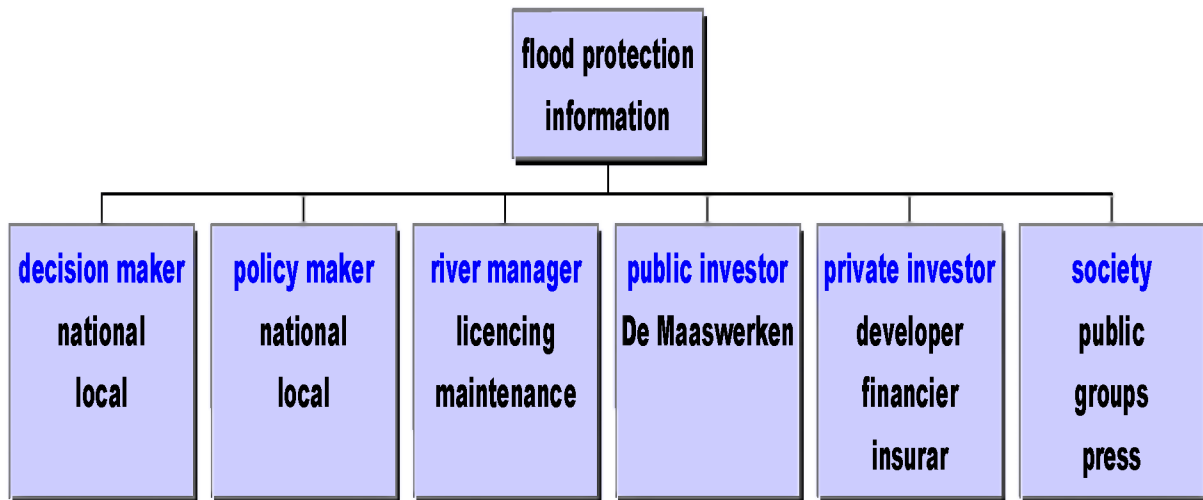 flood protection
information
decision maker
national
local
policy maker
national
local
river manager
licencing
maintenance
public investor
De Maaswerken
private investor
developer
financier
insurar
society
public
groups
press